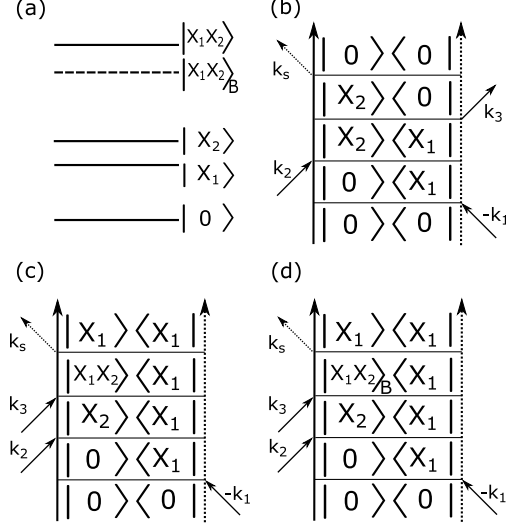 (a)
|X₁X₂⟩
|X₁X₂⟩B
|X₂⟩
|X₁⟩
|0⟩
(b)
|0⟩⟨0|
kₛ
|X₂⟩⟨0|
k₃
|X₂⟩⟨X₁|
k₂
|0⟩⟨X₁|
-k₁
|0⟩⟨0|
(c)
|X₁⟩⟨X₁|
kₛ
|X₁X₂⟩⟨X₁|
k₃
|X₂⟩⟨X₁|
k₂
|0⟩⟨X₁|
-k₁
|0⟩⟨0|
(d)
|X₁⟩⟨X₁|
kₛ
|X₁X₂⟩B⟨X₁|
k₃
|X₂⟩⟨X₁|
k₂
|0⟩⟨X₁|
-k₁
|0⟩⟨0|